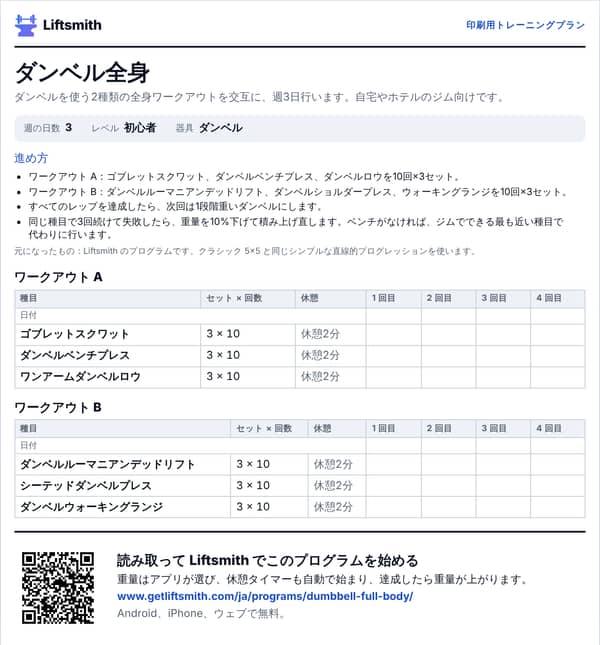 Liftsmith
印刷用トレーニングプラン
ダンベル全身
ダンベルを使う2種類の全身ワークアウトを交互に、週3日行います。自宅やホテルのジム向けです。
週の日数 3 レベル 初心者 器具 ダンベル
進め方
• ワークアウト A：ゴブレットスクワット、ダンベルベンチプレス、ダンベルロウを10回×3セット。
• ワークアウト B：ダンベルルーマニアンデッドリフト、ダンベルショルダープレス、ウォーキングランジを10回×3セット。
• すべてのレップを達成したら、次回は1段階重いダンベルにします。
• 同じ種目で3回続けて失敗したら、重量を10%下げて積み上げ直します。ベンチがなければ、ジムでできる最も近い種目で
代わりに行います。
元になったもの：Liftsmith のプログラムです。クラシック 5×5 と同じシンプルな直線的プログレッションを使います。
ワークアウト A
種目 セット × 回数 休憩 1 回目 2 回目 3 回目 4 回目
日付
ゴブレットスクワット 3 × 10 休憩2分
ダンベルベンチプレス 3 × 10 休憩2分
ワンアームダンベルロウ 3 × 10 休憩2分
ワークアウト B
種目 セット × 回数 休憩 1 回目 2 回目 3 回目 4 回目
日付
ダンベルルーマニアンデッドリフト 3 × 10 休憩2分
シーテッドダンベルプレス 3 × 10 休憩2分
ダンベルウォーキングランジ 3 × 10 休憩2分
読み取って Liftsmith でこのプログラムを始める
重量はアプリが選び、休憩タイマーも自動で始まり、達成したら重量が上がります。
www.getliftsmith.com/ja/programs/dumbbell-full-body/
Android、iPhone、ウェブで無料。